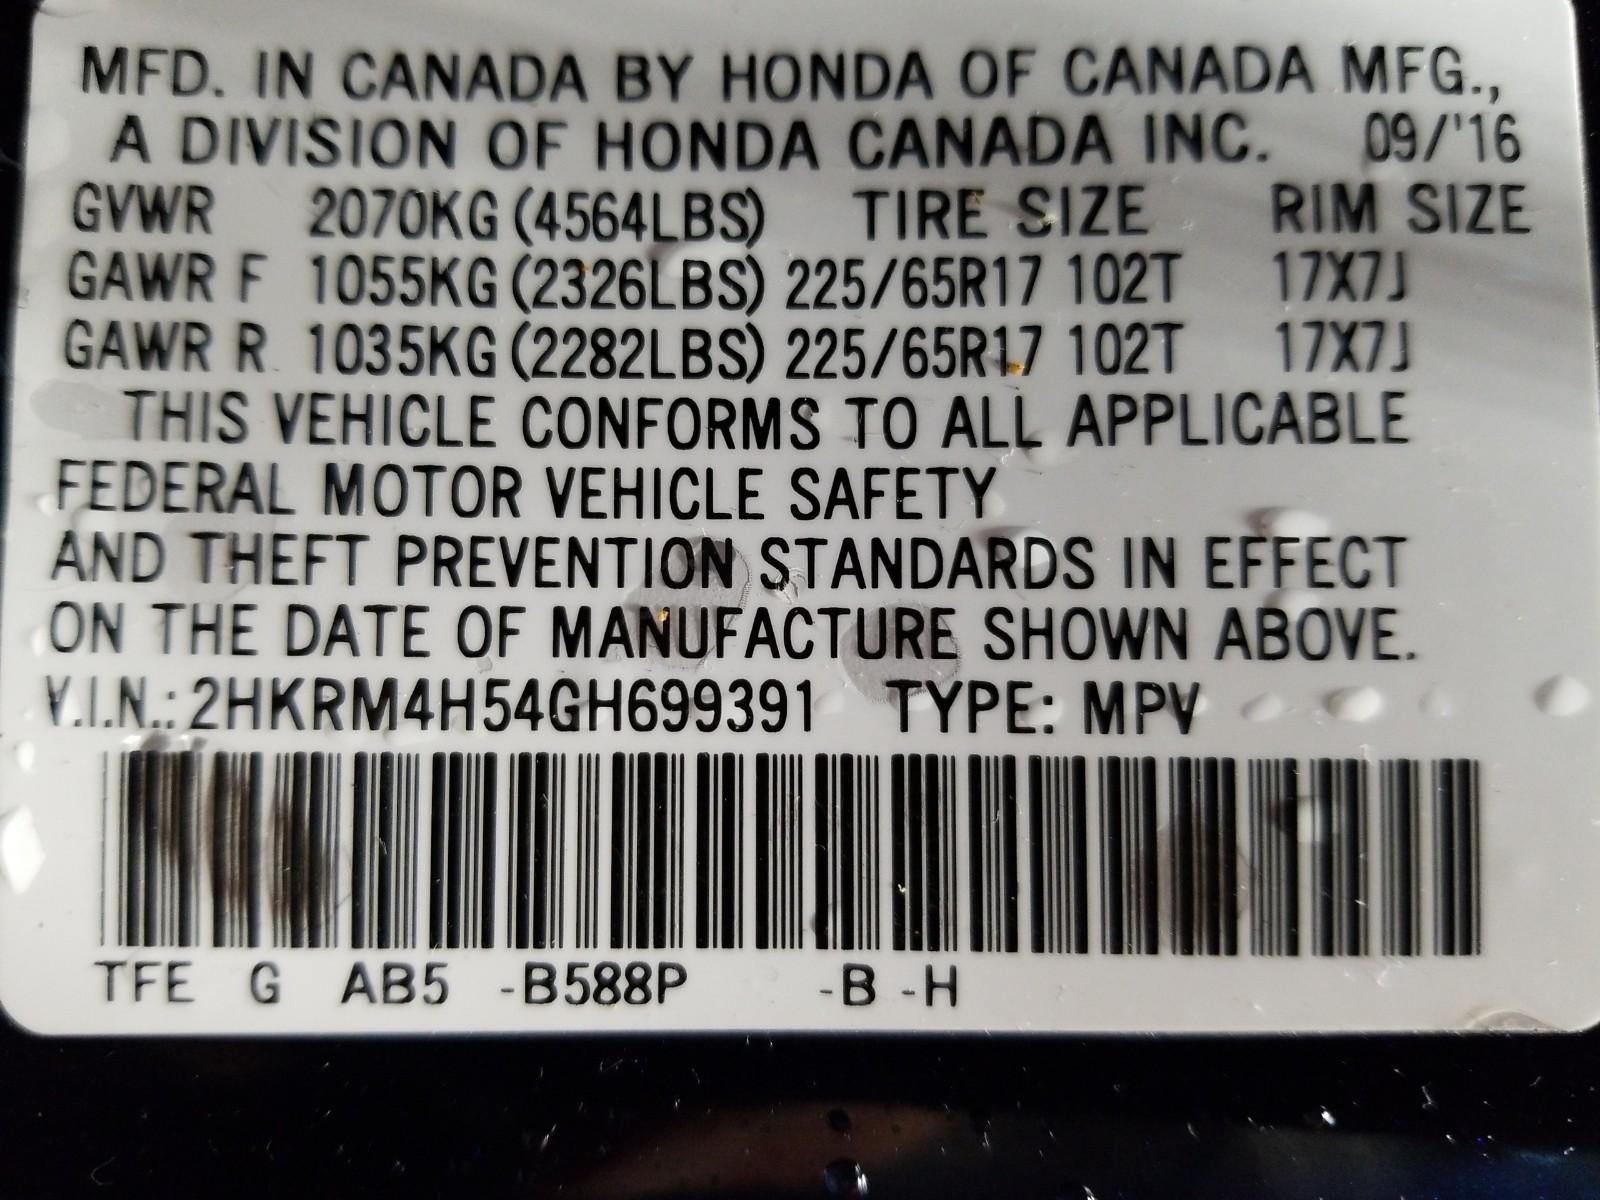 MFD. IN CANADA BY HONDA OF CANADA MFG.,
A DIVISION OF HONDA CANADA INC. 09/'16
GVWR 2070KG (4564LBS) TIRE SIZE RIM SIZE
GAWR F 1055KG (2326LBS) 225/65R17 102T 17X7J
GAWR R 1035KG (2282LBS) 225/65R17 102T 17X7J
THIS VEHICLE CONFORMS TO ALL APPLICABLE
FEDERAL MOTOR VEHICLE SAFETY
AND THEFT PREVENTION STANDARDS IN EFFECT
ON THE DATE OF MANUFACTURE SHOWN ABOVE.
V.I.N.: 2HKRM4H54GH699391 TYPE: MPV
TFE G AB5 -B588P -B -H